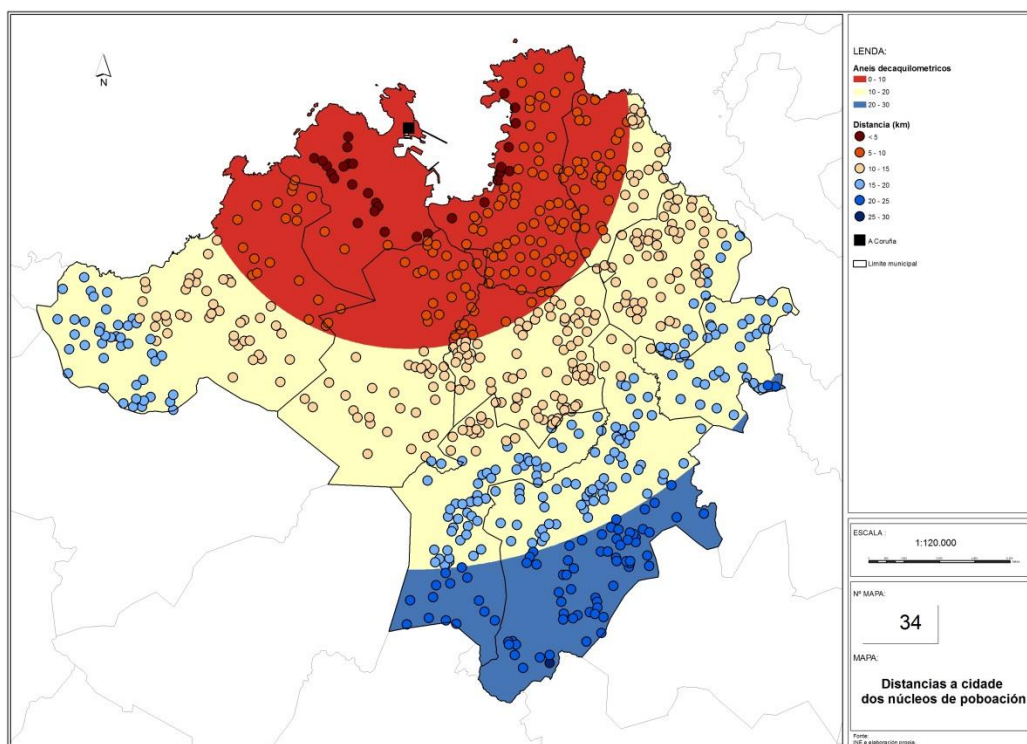 N
LENDA:
Aneis decaquilometricos
0 - 10
10 - 20
20 - 30
Distancia (km)
< 5
5 - 10
10 - 15
15 - 20
20 - 25
25 - 30
A Coruña
Limite municipal
ESCALA :
1:120.000
Nº MAPA:
34
MAPA:
Distancias a cidade
dos núcleos de poboación
Fonte:
INE e elaboración propia